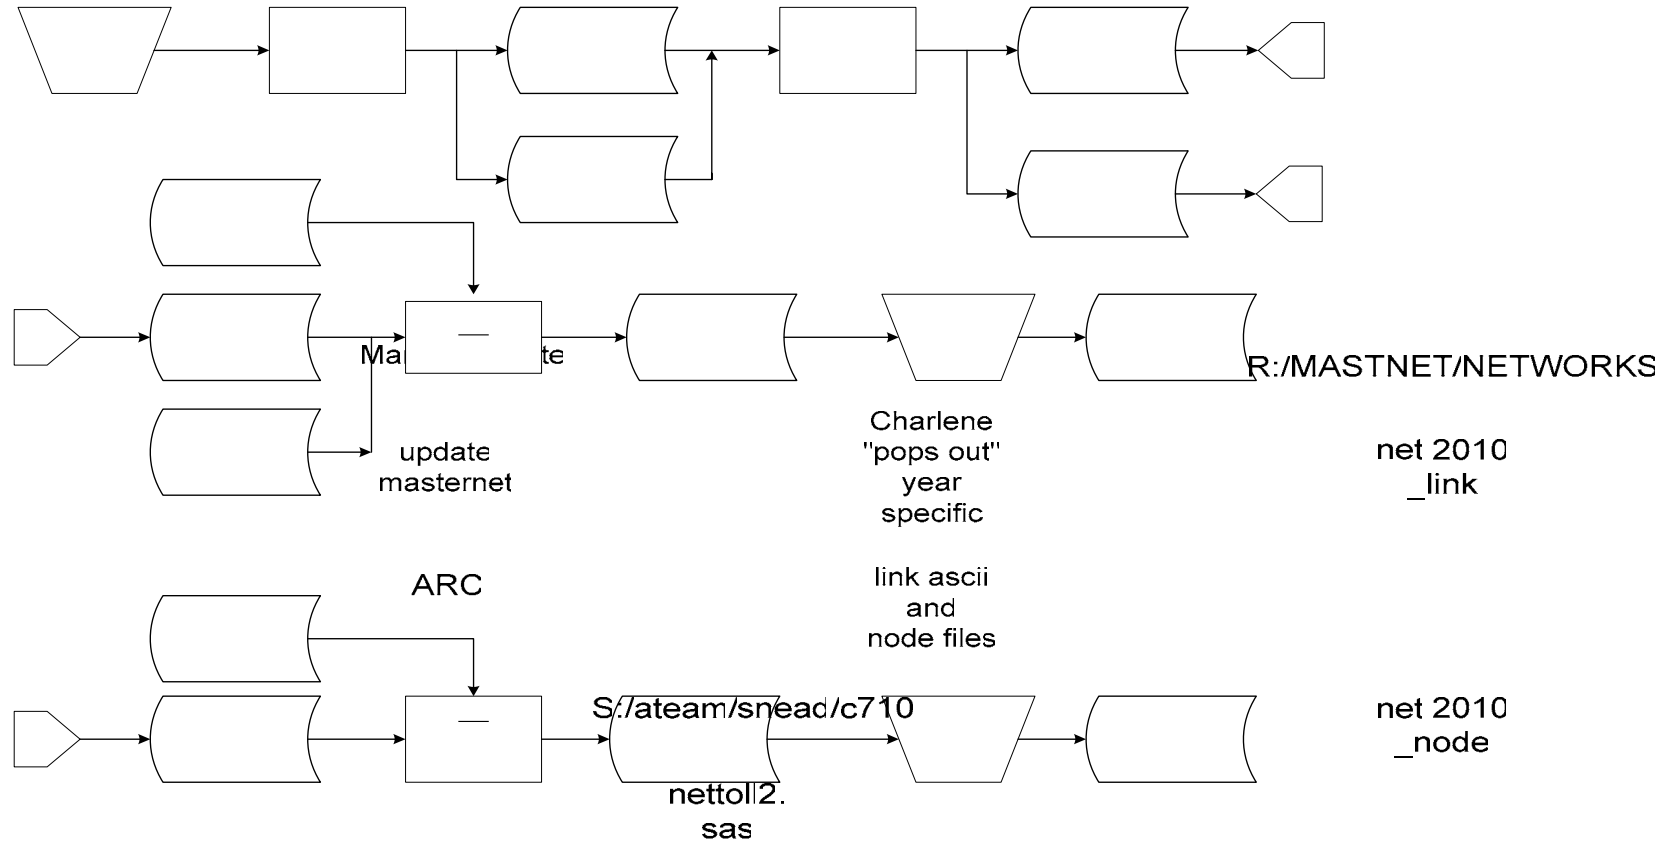 R:/MASTNET/NETWORKS
Charlene
"pops out"
year
specific
link ascii
and
node files
update
masternet
net 2010
_link
ARC
S:/ateam/snead/c710
nettoll2.
sas
net 2010
_node